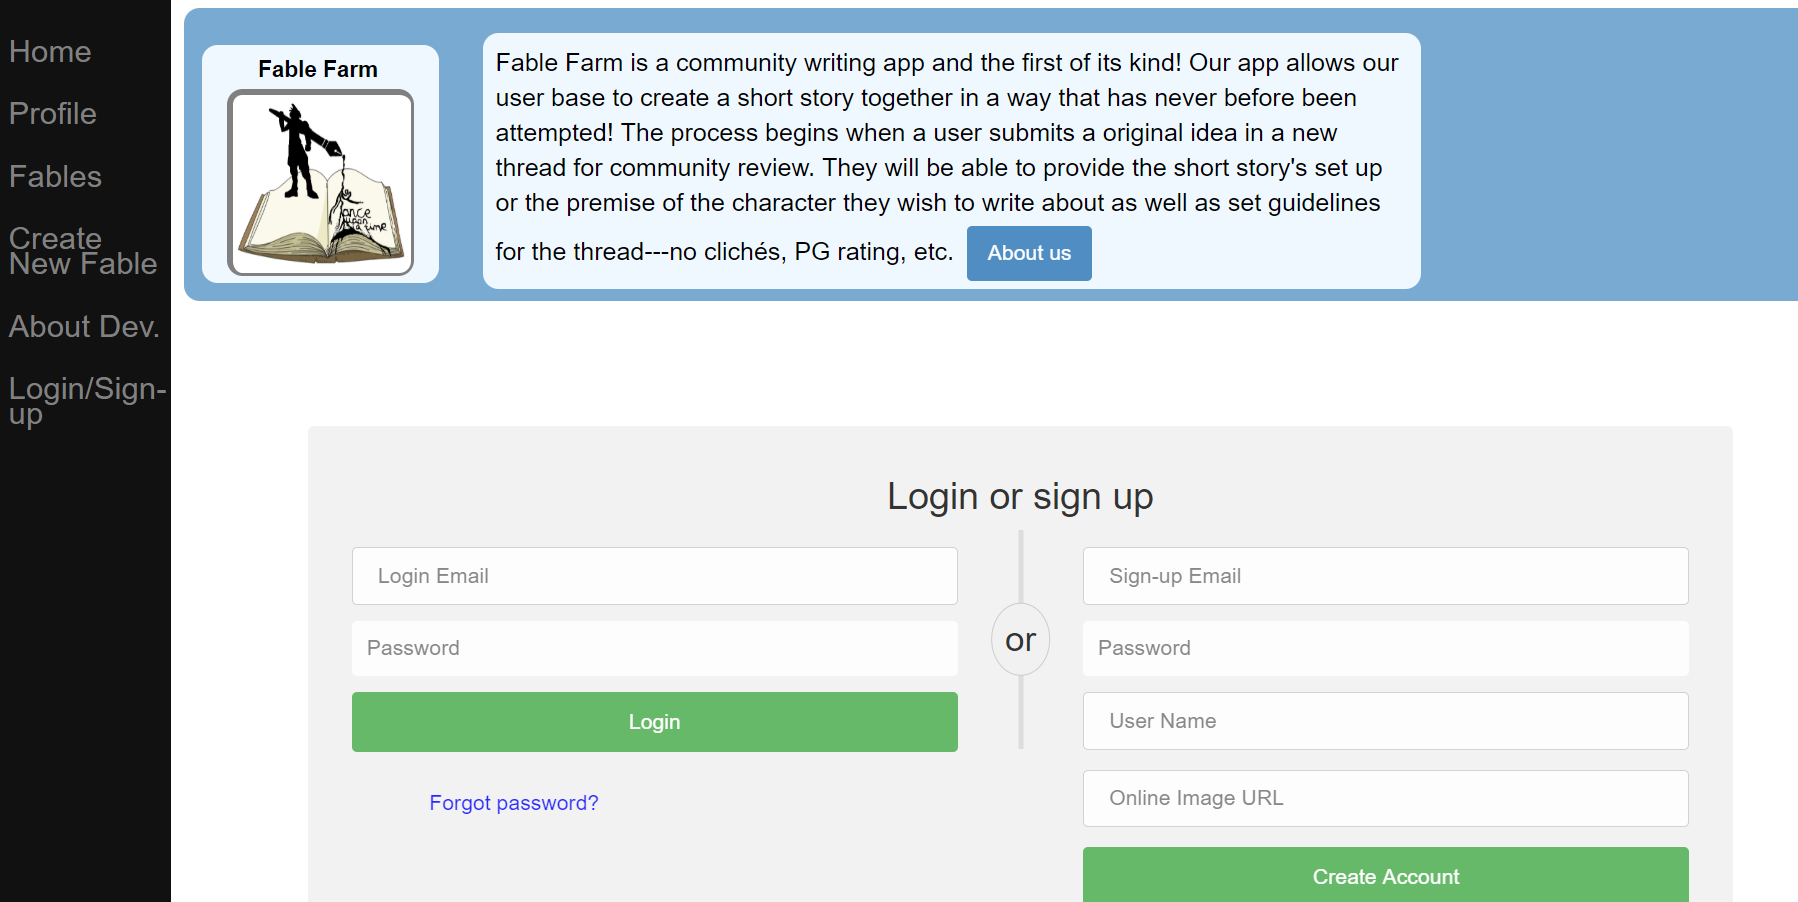 Home
Profile
Fables
Create
New Fable
About Dev.
Login/Sign-
up
Fable Farm
once
upon
a time
Fable Farm is a community writing app and the first of its kind! Our app allows our
user base to create a short story together in a way that has never before been
attempted! The process begins when a user submits a original idea in a new
thread for community review. They will be able to provide the short story's set up
or the premise of the character they wish to write about as well as set guidelines
for the thread---no clichés, PG rating, etc. About us
Login or sign up
Login Email
Password
Login
Forgot password?
or
Sign-up Email
Password
User Name
Online Image URL
Create Account